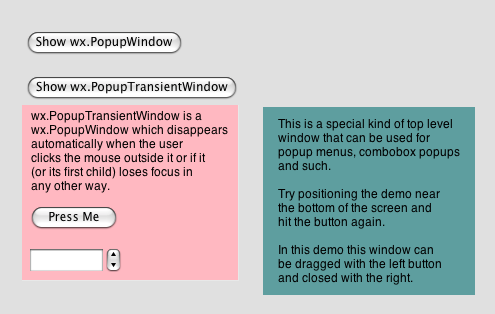 Show wx.PopupWindow
Show wx.PopupTransientWindow
wx.PopupTransientWindow is a
wx.PopupWindow which disappears
automatically when the user
clicks the mouse outside it or if it
(or its first child) loses focus in
any other way.
Press Me
This is a special kind of top level
window that can be used for
popup menus, combobox popups
and such.
Try positioning the demo near
the bottom of the screen and
hit the button again.
In this demo this window can
be dragged with the left button
and closed with the right.